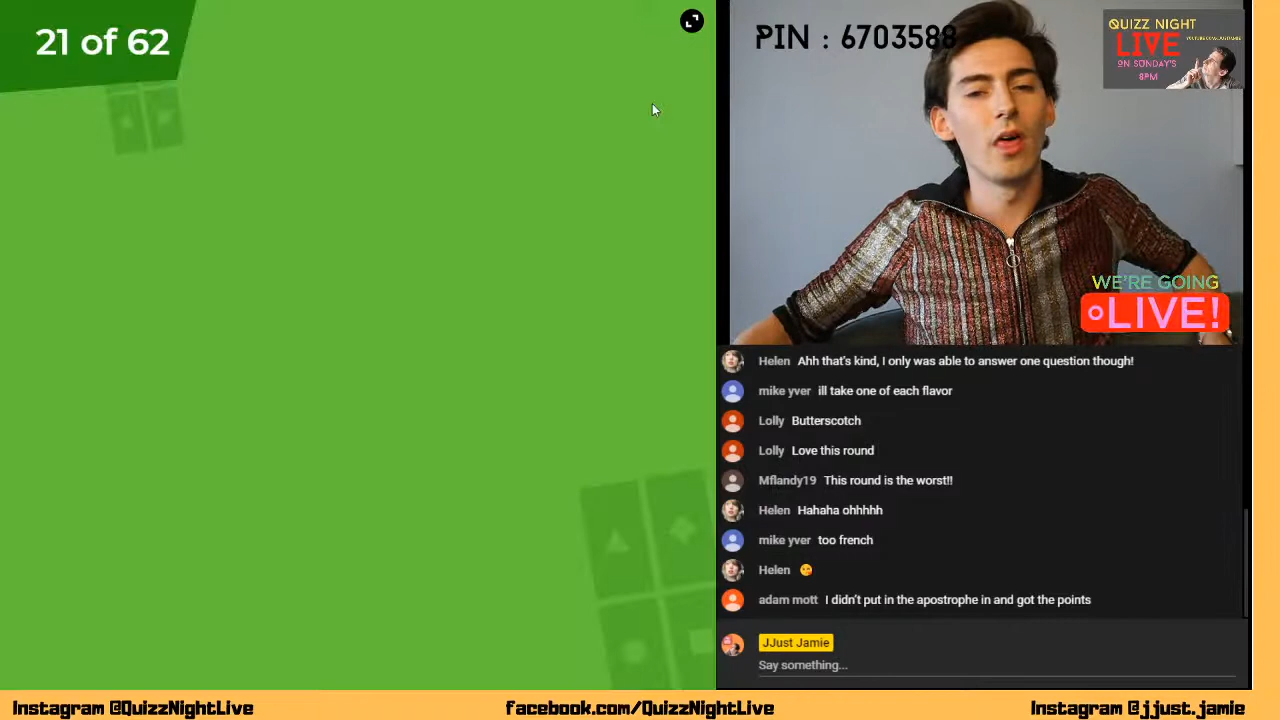 21 of 62
PIN : 6703588
QUIZZ NIGHT
LIVE
ON SUNDAY'S
8PM
WE'RE GOING
LIVE!
Helen Ahh that's kind, I only was able to answer one question though!
mike yver ill take one of each flavor
Lolly Butterscotch
Lolly Love this round
Mflandy19 This round is the worst!!
Helen Hahaha ohhhhh
mike yver too french
Helen 😘
adam mott I didn't put in the apostrophe in and got the points
JJust Jamie
Say something...
Instagram @QuizzNightLive
facebook.com/QuizzNightLive
Instagram @jjust.jamie